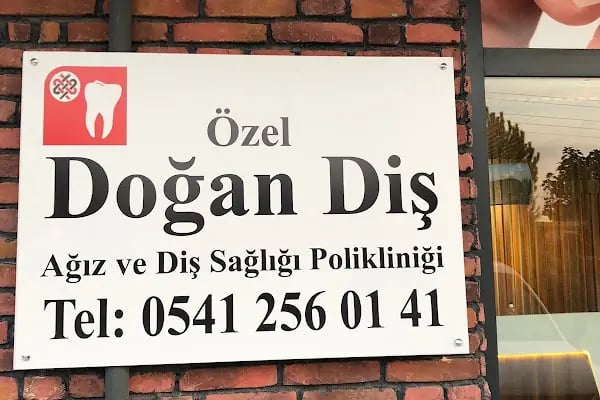 Özel
Doğan Diş
Ağız ve Diş Sağlığı Polikliniği
Tel: 0541 256 01 41